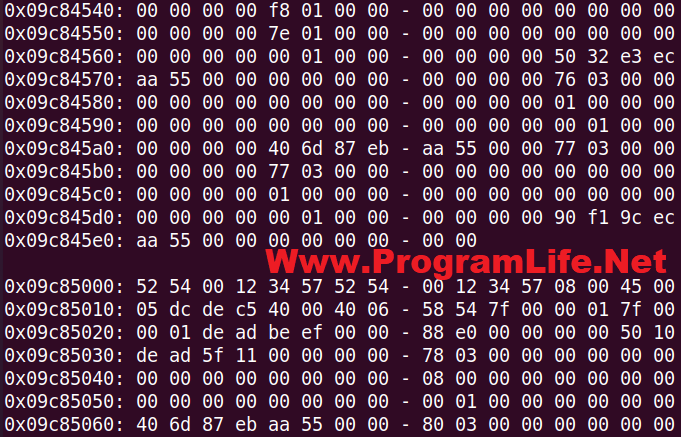 0x09c84540: 00 00 00 00 f8 01 00 00 - 00 00 00 00 00 00 00 00
0x09c84550: 00 00 00 00 7e 01 00 00 - 00 00 00 00 00 00 00 00
0x09c84560: 00 00 00 00 00 01 00 00 - 00 00 00 00 50 32 e3 ec
0x09c84570: aa 55 00 00 00 00 00 00 - 00 00 00 00 76 03 00 00
0x09c84580: 00 00 00 00 00 00 00 00 - 00 00 00 00 01 00 00 00
0x09c84590: 00 00 00 00 00 00 00 00 - 00 00 00 00 00 01 00 00
0x09c845a0: 00 00 00 00 40 6d 87 eb - aa 55 00 00 77 03 00 00
0x09c845b0: 00 00 00 00 77 03 00 00 - 00 00 00 00 00 00 00 00
0x09c845c0: 00 00 00 00 01 00 00 00 - 00 00 00 00 00 00 00 00
0x09c845d0: 00 00 00 00 00 01 00 00 - 00 00 00 00 90 f1 9c ec
0x09c845e0: aa 55 00 00 00 00 00 00 - 00 00
Www.ProgramLife.Net
0x09c85000: 52 54 00 12 34 57 52 54 - 00 12 34 57 08 00 45 00
0x09c85010: 05 dc de c5 40 00 40 06 - 58 54 7f 00 00 01 7f 00
0x09c85020: 00 01 de ad be ef 00 00 - 88 e0 00 00 00 00 50 10
0x09c85030: de ad 5f 11 00 00 00 00 - 78 03 00 00 00 00 00 00
0x09c85040: 00 00 00 00 00 00 00 00 - 08 00 00 00 00 00 00 00
0x09c85050: 00 00 00 00 00 00 00 00 - 00 01 00 00 00 00 00 00
0x09c85060: 40 6d 87 eb aa 55 00 00 - 80 03 00 00 00 00 00 00